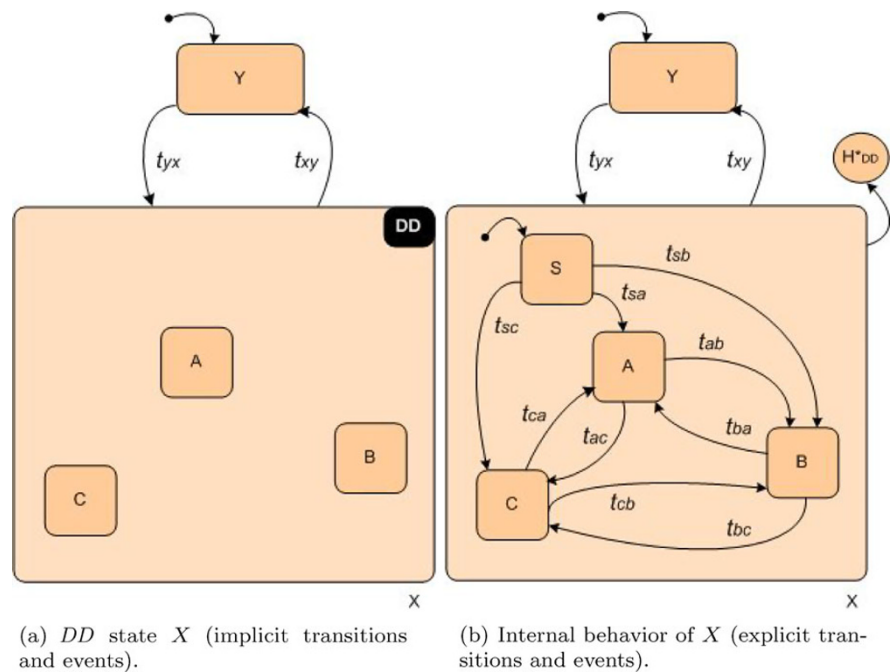 Y
tyx
txy
DD
A
B
C
X
(a) DD state X (implicit transitions
and events).
Y
tyx
txy
H*DD
S
tsb
tsa
tsc
A
tab
tca
tac
tba
B
C
tcb
tbc
X
(b) Internal behavior of X (explicit tran-
sitions and events).